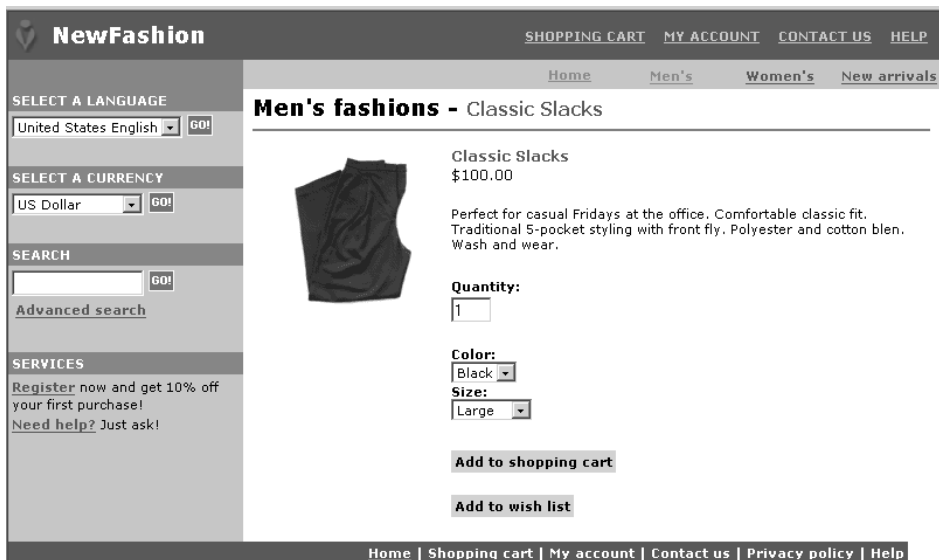 NewFashion
SHOPPING CART MY ACCOUNT CONTACT US HELP
Home Men's Women's New arrivals
SELECT A LANGUAGE
United States English GO!
SELECT A CURRENCY
US Dollar GO!
SEARCH
GO!
Advanced search
SERVICES
Register now and get 10% off
your first purchase!
Need help? Just ask!
Men's fashions - Classic Slacks
Classic Slacks
$100.00
Perfect for casual Fridays at the office. Comfortable classic fit.
Traditional 5-pocket styling with front fly. Polyester and cotton blen.
Wash and wear.
Quantity:
1
Color:
Black
Size:
Large
Add to shopping cart
Add to wish list
Home | Shopping cart | My account | Contact us | Privacy policy | Help